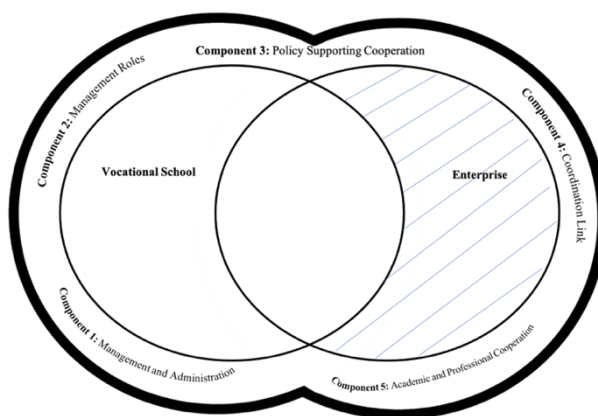 Component 3: Policy Supporting Cooperation
Component 2: Management Roles
Component 4: Coordination Link
Vocational School
Enterprise
Component 1: Management and Administration
Component 5: Academic and Professional Cooperation